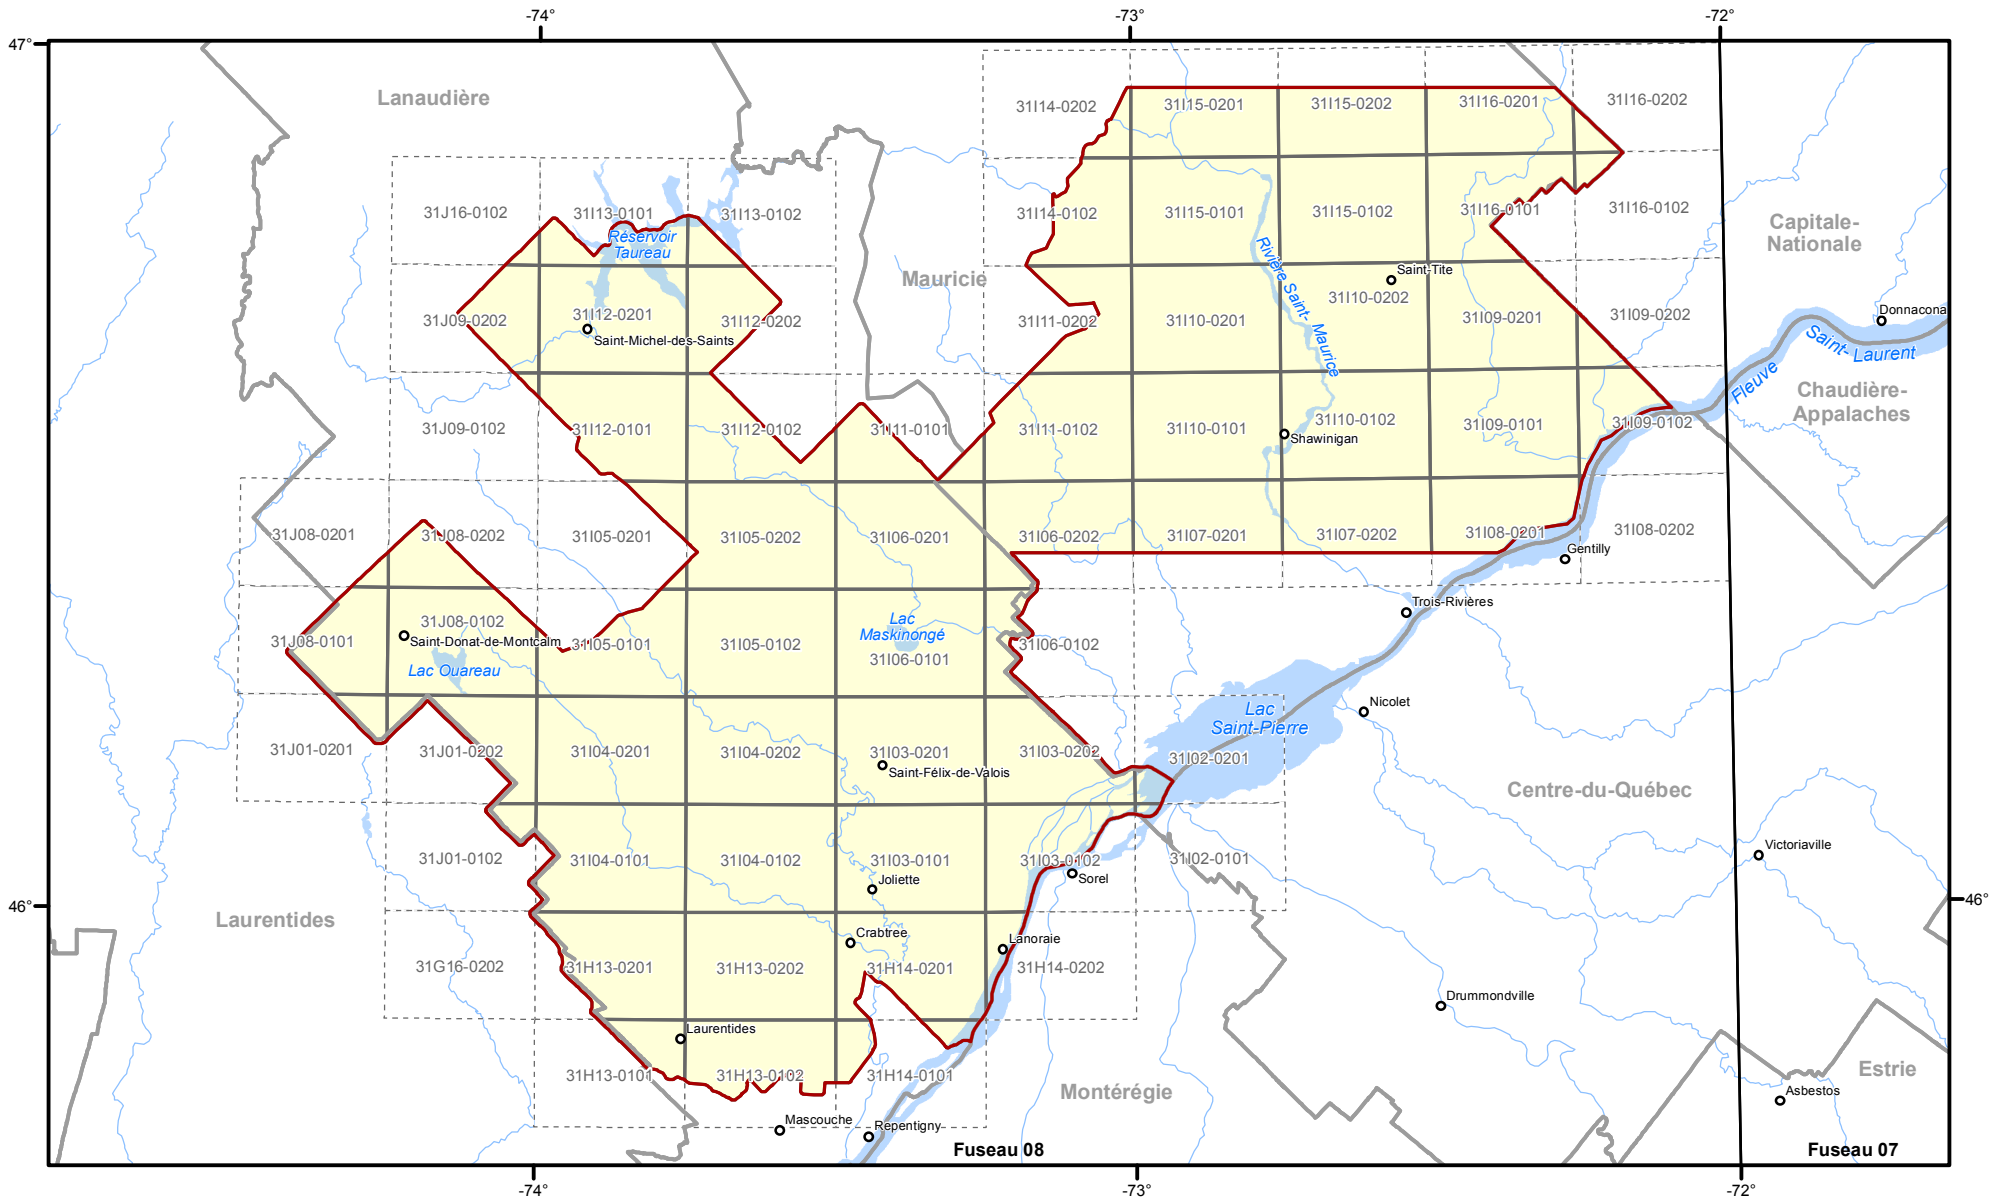 -74°
-73°
-72°
47°
Lanaudière
31I14-0202
31I15-0201
31I15-0202
31I16-0201
31I16-0202
31J16-0102
31I13-0101
31I13-0102
31I14-0102
31I15-0101
31I15-0102
31I16-0101
31I16-0102
Capitale-
Nationale
Réservoir
Taureau
Mauricie
Rivière Saint- Maurice
Saint-Tite
31I10-0202
31J09-0202
31I12-0201
31I12-0202
31I11-0202
31I10-0201
31I09-0201
31I09-0202
Donnacona
Saint-Michel-des-Saints
Fleuve
Saint- Laurent
Chaudière-
Appalaches
31J09-0102
31I12-0101
31I12-0102
31I11-0101
31I11-0102
31I10-0101
31I10-0102
31I09-0101
31I09-0102
Shawinigan
31J08-0201
31J08-0202
31I05-0201
31I05-0202
31I06-0201
31I06-0202
31I07-0201
31I07-0202
31I08-0201
31I08-0202
Gentilly
Trois-Rivières
31J08-0101
31J08-0102
Saint-Donat-de-Montcalm
Lac Ouareau
31I05-0101
31I05-0102
Lac
Maskinongé
31I06-0101
31I06-0102
Nicolet
Lac
Saint-Pierre
31J01-0201
31J01-0202
31I04-0201
31I04-0202
31I03-0201
31I03-0202
31I02-0201
Saint-Félix-de-Valois
Centre-du-Québec
Victoriaville
31J01-0102
31I04-0101
31I04-0102
31I03-0101
31I03-0102
31I02-0101
Joliette
Sorel
46°
46°
Laurentides
Crabtree
Lanoraie
31G16-0202
31H13-0201
31H13-0202
31H14-0201
31H14-0202
Drummondville
Laurentides
31H13-0101
31H13-0102
31H14-0101
Montérégie
Estrie
Asbestos
Mascouche
Repentigny
Fuseau 08
Fuseau 07
-74°
-73°
-72°